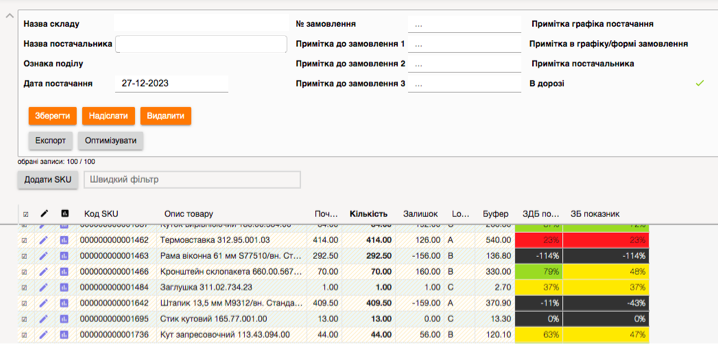 Назва складу № замовлення ... Примітка графіка постачання
Назва постачальника Примітка до замовлення 1 ... Примітка в графіку/формі замовлення
Ознака поділу Примітка до замовлення 2 ... Примітка постачальника
Дата постачання 27-12-2023 Примітка до замовлення 3 ... В дорозі
Зберегти Надіслати Видалити
Експорт Оптимізувати
обрані записи: 100 / 100
Додати SKU Швидкий фільтр
Код SKU Опис товару Поч... Кількість Залишок Lo... Буфер ЗДБ по... ЗБ показник
000000000001462 Термовставка 312.95.001.03 414.00 414.00 126.00 A 540.00 23% 23%
000000000001463 Рама віконна 61 мм S77510/вн. Ст... 292.50 292.50 -156.00 B 136.80 -114% -114%
000000000001466 Кронштейн склопакета 660.00.567... 70.00 70.00 160.00 B 330.00 79% 48%
000000000001484 Заглушка 311.02.734.23 1.00 1.00 1.00 C 2.70 37% 37%
000000000001642 Штапик 13,5 мм M9312/вн. Станда... 409.50 409.50 -159.00 A 370.90 -11% -43%
000000000001695 Стик кутовий 165.77.001.00 13.00 13.00 0.00 C 13.30 0% 0%
000000000001736 Кут запресовочний 113.43.094.00 44.00 44.00 56.00 B 120.10 63% 47%